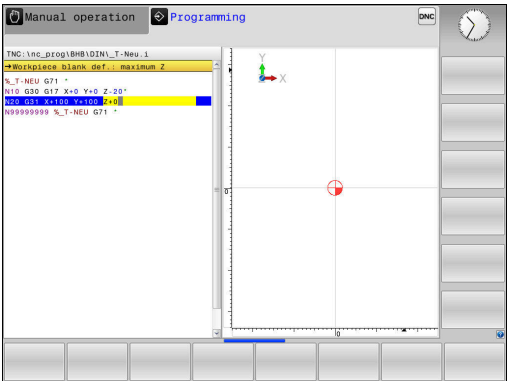 Manual operation
Programming
DNC
TNC:\nc_prog\BHB\DIN\_T-Neu.i
→Workpiece blank def.: maximum Z
%_T-NEU G71 *
N10 G30 G17 X+0 Y+0 Z-20*
N20 G31 X+100 Y+100 Z+0
N99999999 %_T-NEU G71 *
Y
X
0
0